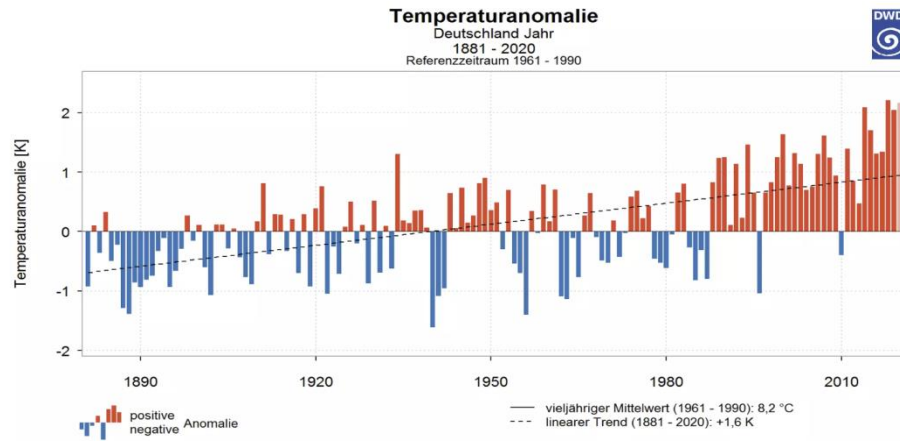 Temperaturanomalie
Deutschland Jahr
1881 - 2020
Referenzzeitraum 1961 - 1990
DWD
Temperaturanomalie [K]
2
1
0
-1
-2
1890
1920
1950
1980
2010
positive
negative
Anomalie
vieljähriger Mittelwert (1961 - 1990): 8,2 °C
linearer Trend (1881 - 2020): +1,6 K